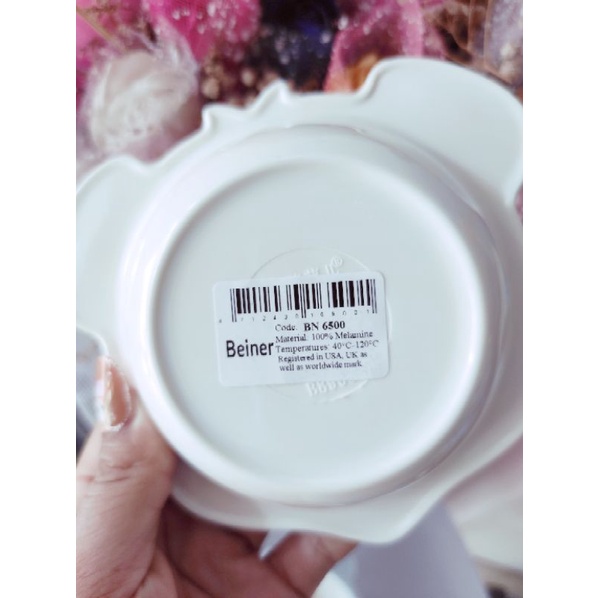 Code. BN 6500
Beiner
Material: 100% Melamine
Temperatures: 40°C-120°C
Registered in USA, UK as
well as worldwide mark